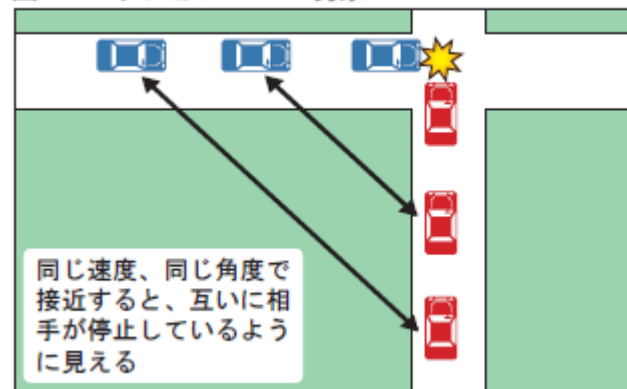 同じ速度、同じ角度で
接近すると、互いに相
手が停止しているよう
に見える